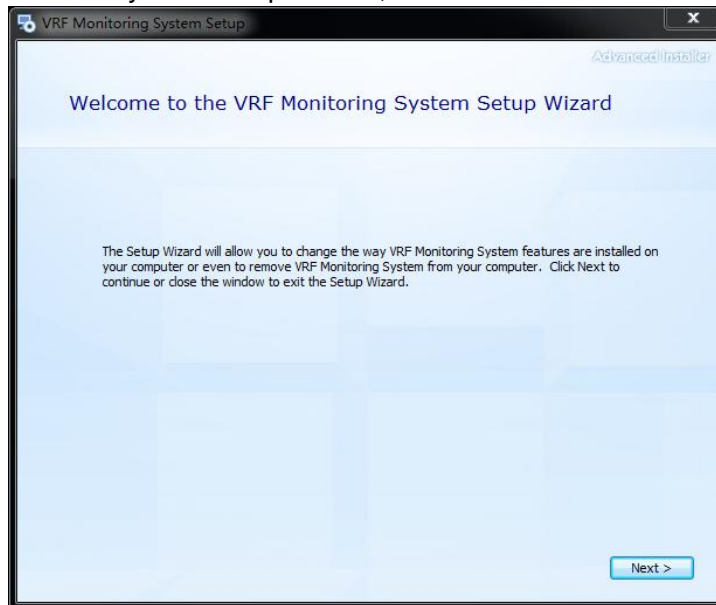 VRF Monitoring System Setup
Advanced Installer
Welcome to the VRF Monitoring System Setup Wizard
The Setup Wizard will allow you to change the way VRF Monitoring System features are installed on
your computer or even to remove VRF Monitoring System from your computer. Click Next to
continue or close the window to exit the Setup Wizard.
Next >